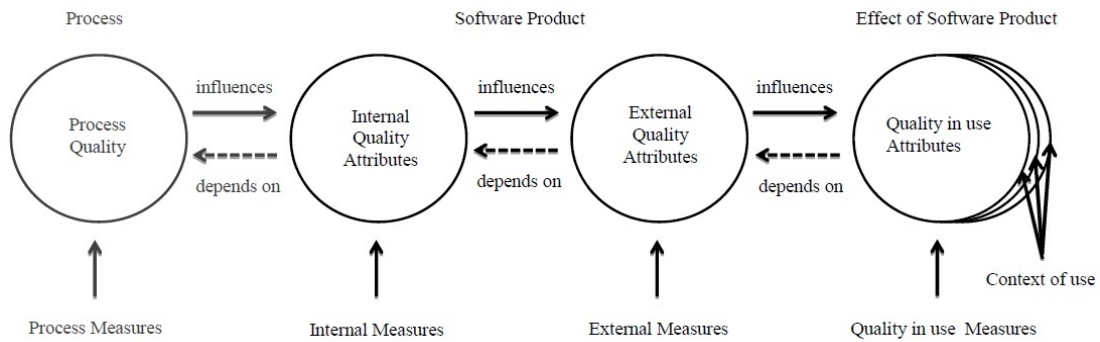 Process
Software Product
Effect of Software Product
influences
influences
influences
Process
Quality
Internal
Quality
Attributes
External
Quality
Attributes
Quality in use
Attributes
depends on
depends on
depends on
Context of use
Process Measures
Internal Measures
External Measures
Quality in use Measures